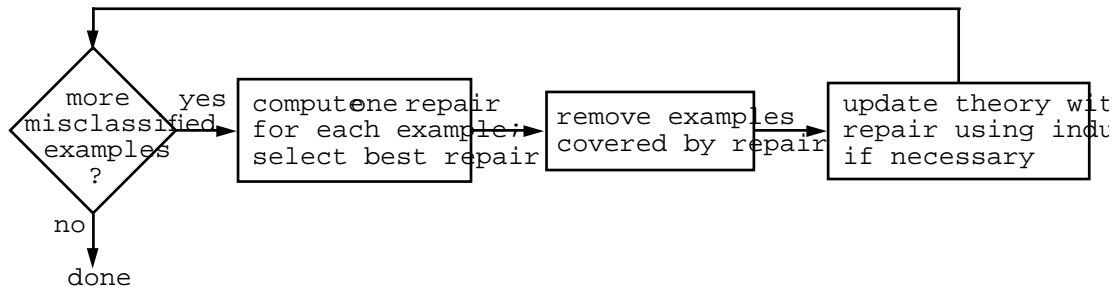 more
misclassified
examples
?
yes
compute one repair
for each example;
select best repair
remove examples
covered by repair
update theory wit
repair using indu
if necessary
no
done